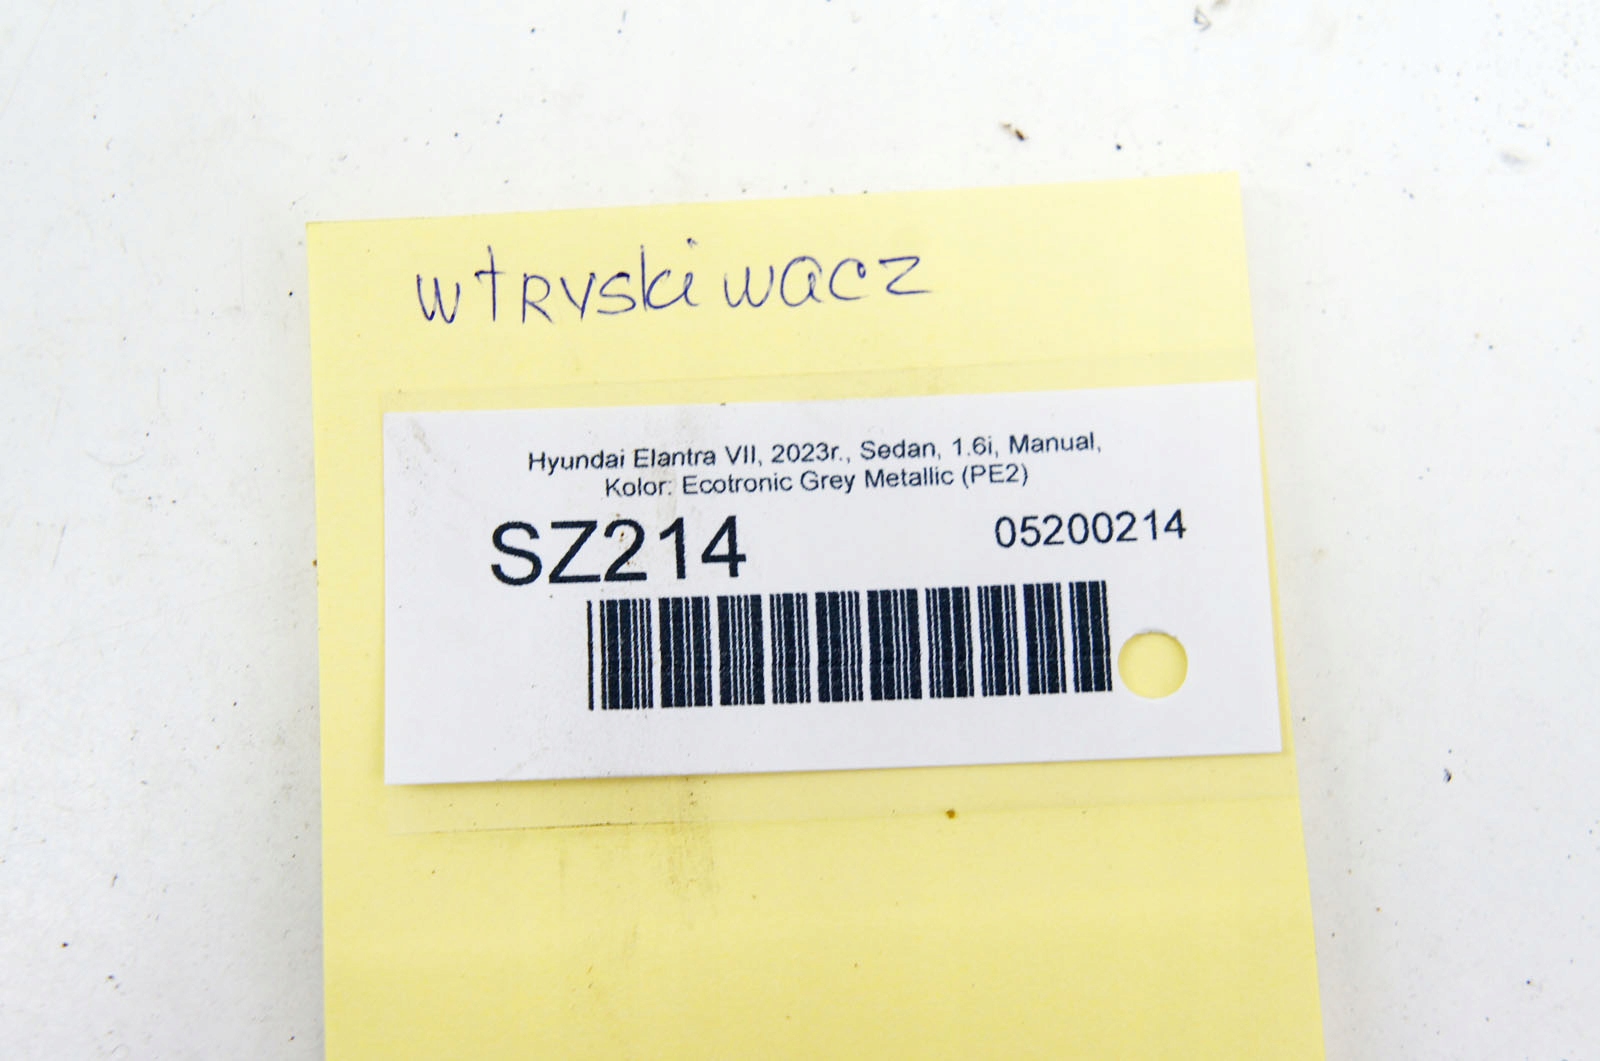 wtryskiwacz
Hyundai Elantra VII, 2023r., Sedan, 1.6i, Manual,
Kolor: Ecotronic Grey Metallic (PE2)
SZ214 05200214